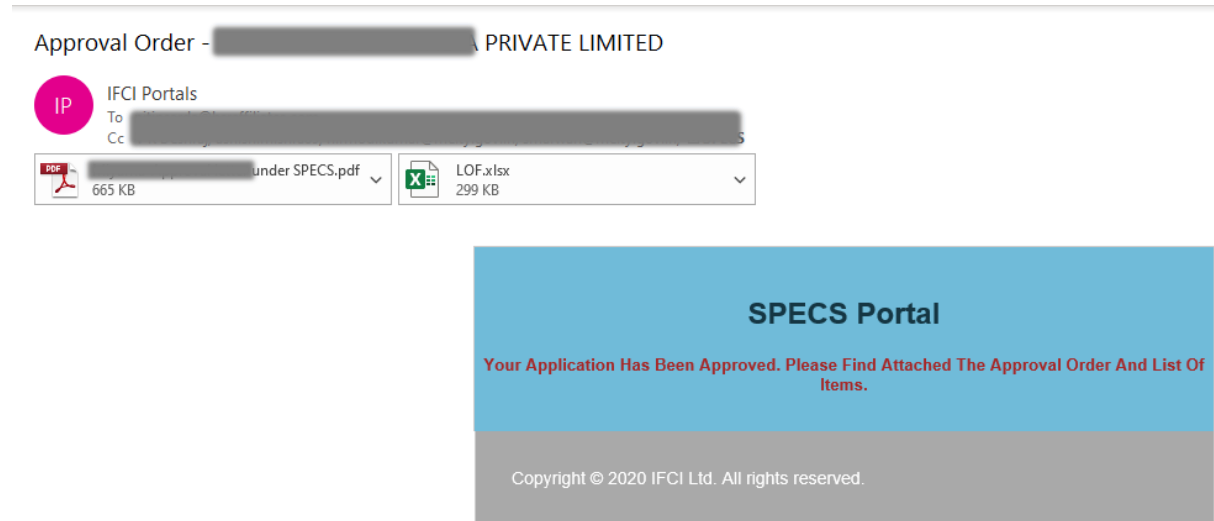 Approval Order - PRIVATE LIMITED
IP
IFCI Portals
To
Cc
PDF
under SPECS.pdf
665 KB
LOF.xlsx
299 KB
SPECS Portal
Your Application Has Been Approved. Please Find Attached The Approval Order And List Of
Items.
Copyright © 2020 IFCI Ltd. All rights reserved.